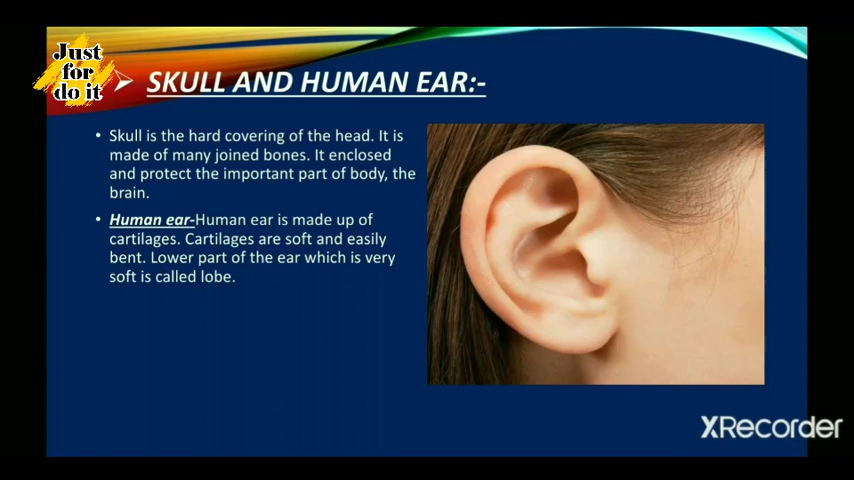 Just
for
do it
SKULL AND HUMAN EAR:-
• Skull is the hard covering of the head. It is
made of many joined bones. It enclosed
and protect the important part of body, the
brain.
• Human ear-Human ear is made up of
cartilages. Cartilages are soft and easily
bent. Lower part of the ear which is very
soft is called lobe.
XRecorder